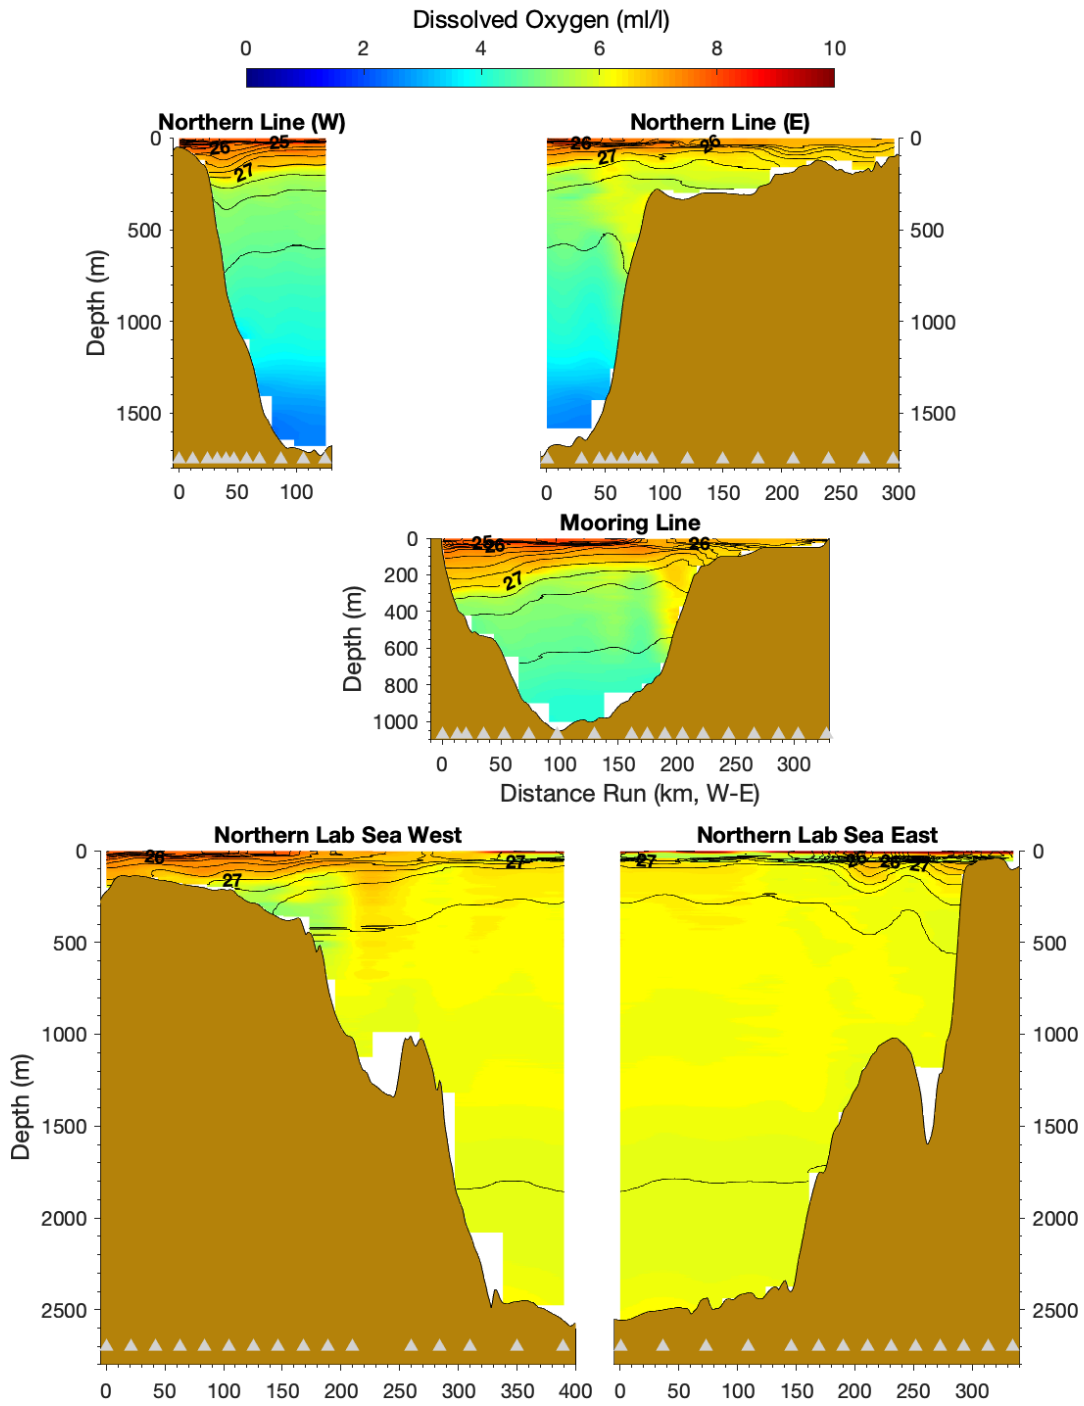 Dissolved Oxygen (ml/l)
0 2 4 6 8 10
Northern Line (W)
Northern Line (E)
0
500
1000
1500
Depth (m)
26 25
27
0 50 100
26 26
27
0
500
1000
1500
0 50 100 150 200 250 300
Mooring Line
0
200
400
600
800
1000
Depth (m)
25 26 26
27
0 50 100 150 200 250 300
Distance Run (km, W-E)
Northern Lab Sea West
Northern Lab Sea East
0
500
1000
1500
2000
2500
Depth (m)
26 27
27
0 50 100 150 200 250 300 350 400
27 26 26 27
0
500
1000
1500
2000
2500
0 50 100 150 200 250 300